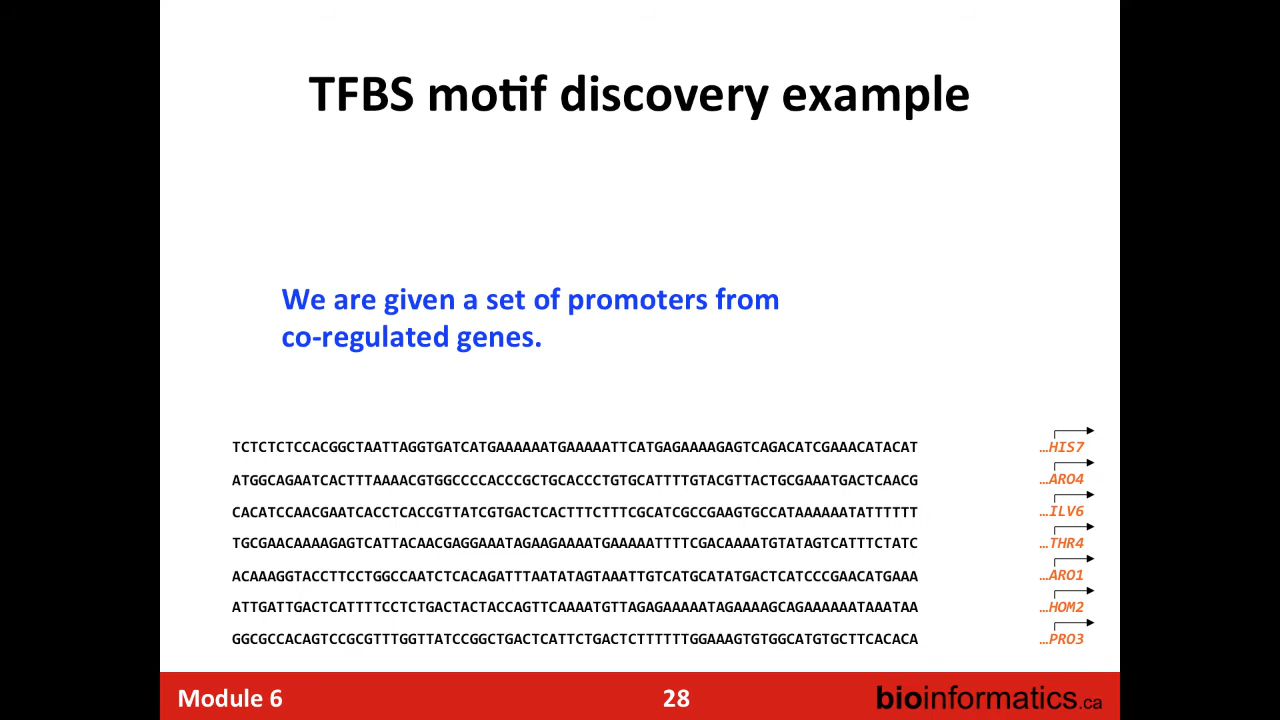 TFBS motif discovery example
We are given a set of promoters from
co-regulated genes.
TCTCTCTCCACGGCTAATTAGGTGATCATGAAAAAATGAAAAATTCATGAGAAAAGAGTCAGACATCGAAACATACAT …HIS7
ATGGCAGAATCACTTTAAAACGTGGCCCCACCCGCTGCACCCTGTGCATTTTGTACGTTACTGCGAAATGACTCAACG …ARO4
CACATCCAACGAATCACCTCACCGTTATCGTGACTCACTTTCTTTCGCATCGCCGAAGTGCCATAAAAAATATTTTTT …ILV6
TGCGAACAAAAGAGTCATTACAACGAGGAAATAGAAGAAAATGAAAAATTTTCGACAAAATGTATAGTCATTTCTATC …THR4
ACAAAGGTACCTTCCTGGCCAATCTCACAGATTTAATATAGTAAATTGTCATGCATATGACTCATCCCGAACATGAAA …ARO1
ATTGATTGACTCATTTTCCTCTGACTACTACCAGTTCAAAATGTTAGAGAAAAATAGAAAAGCAGAAAAAATAAATAA …HOM2
GGCGCCACAGTCCGCGTTTGGTTATCCGGCTGACTCATTCTGACTCTTTTTTGGAAAGTGTGGCATGTGCTTCACACA …PRO3
Module 6 28 bioinformatics.ca